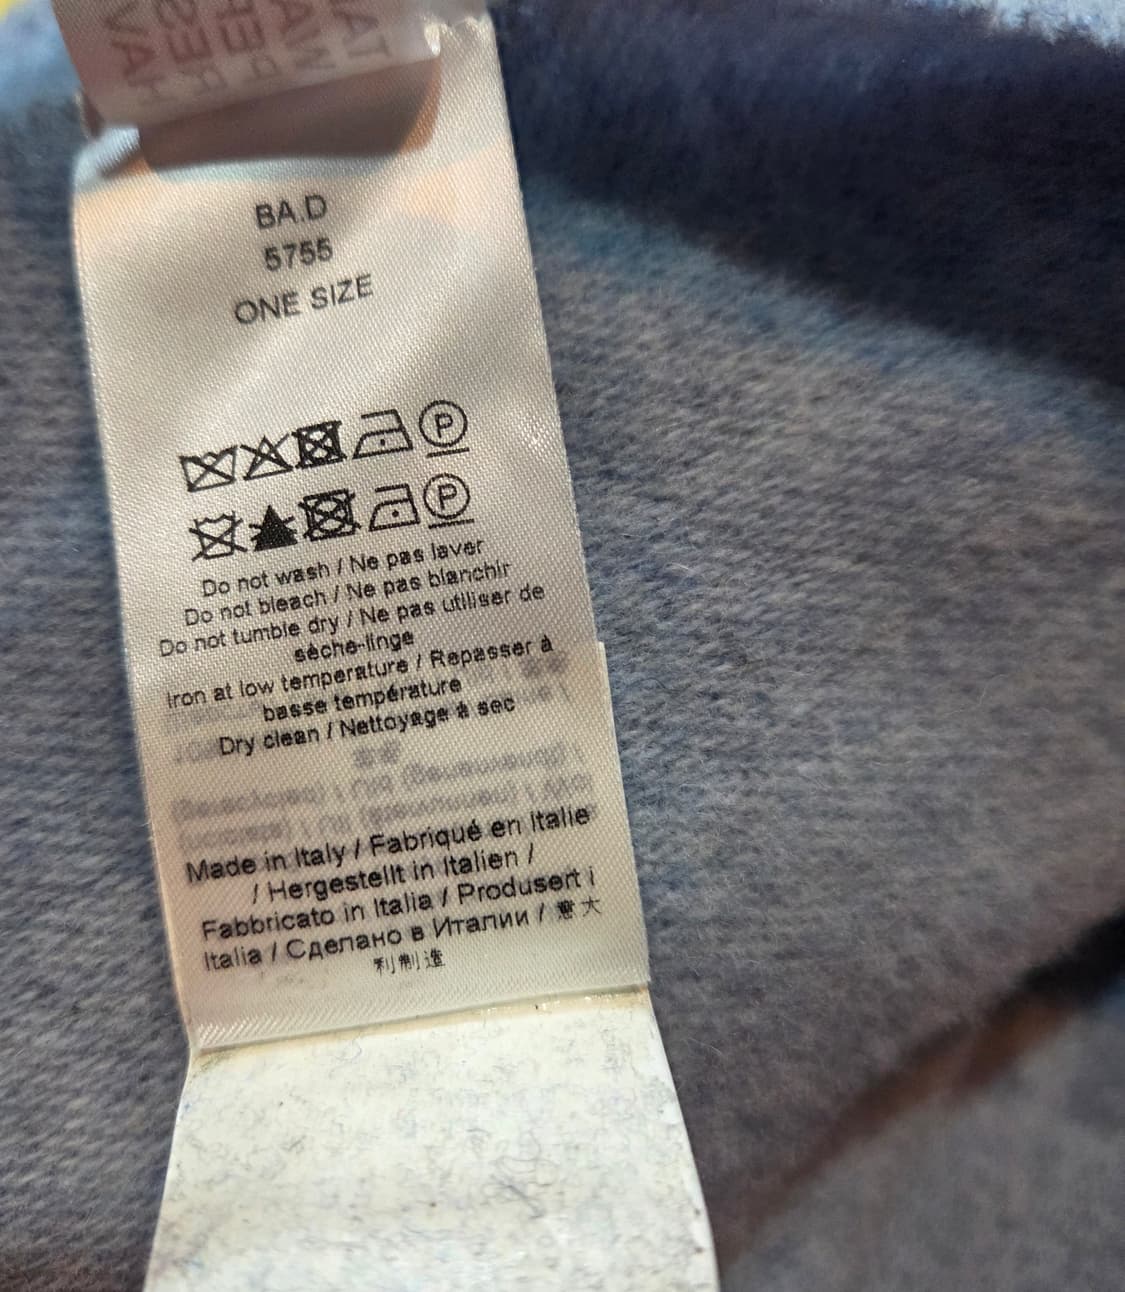 BA.D
5755
ONE SIZE
P
P
Do not wash / Ne pas laver
Do not bleach / Ne pas blanchir
Do not tumble dry / Ne pas utiliser de
sèche-linge
Iron at low temperature / Repasser à
basse température
Dry clean / Nettoyage à sec
Made in Italy / Fabriqué en Italie
/ Hergestellt in Italien /
Fabbricato in Italia / Produsert i
Italia / Сделано в Италии / 意大
利制造